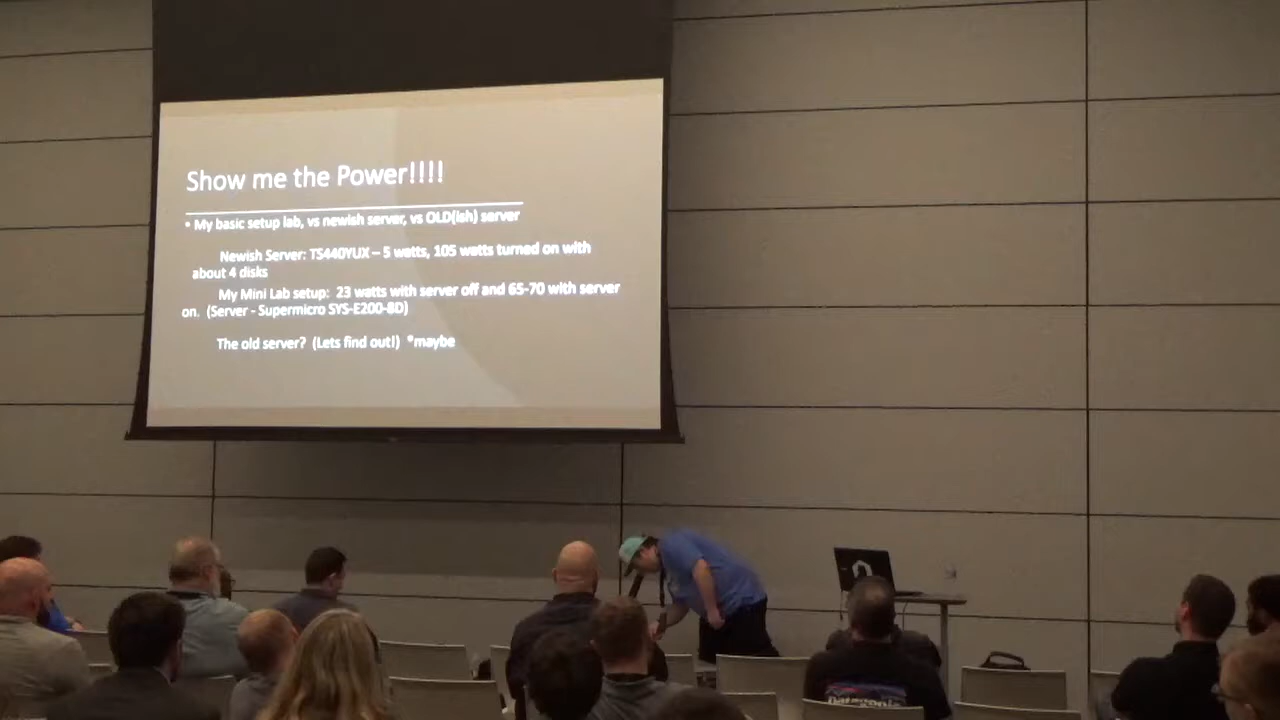 Show me the Power!!!!
• My basic setup lab, vs newish server, vs OLD(ish) server
Newish Server: TS440YUX – 5 watts, 105 watts turned on with
about 4 disks
My Mini Lab setup: 23 watts with server off and 65-70 with server
on. (Server - Supermicro SYS-E200-8D)
The old server? (Lets find out!) *maybe
patagonia